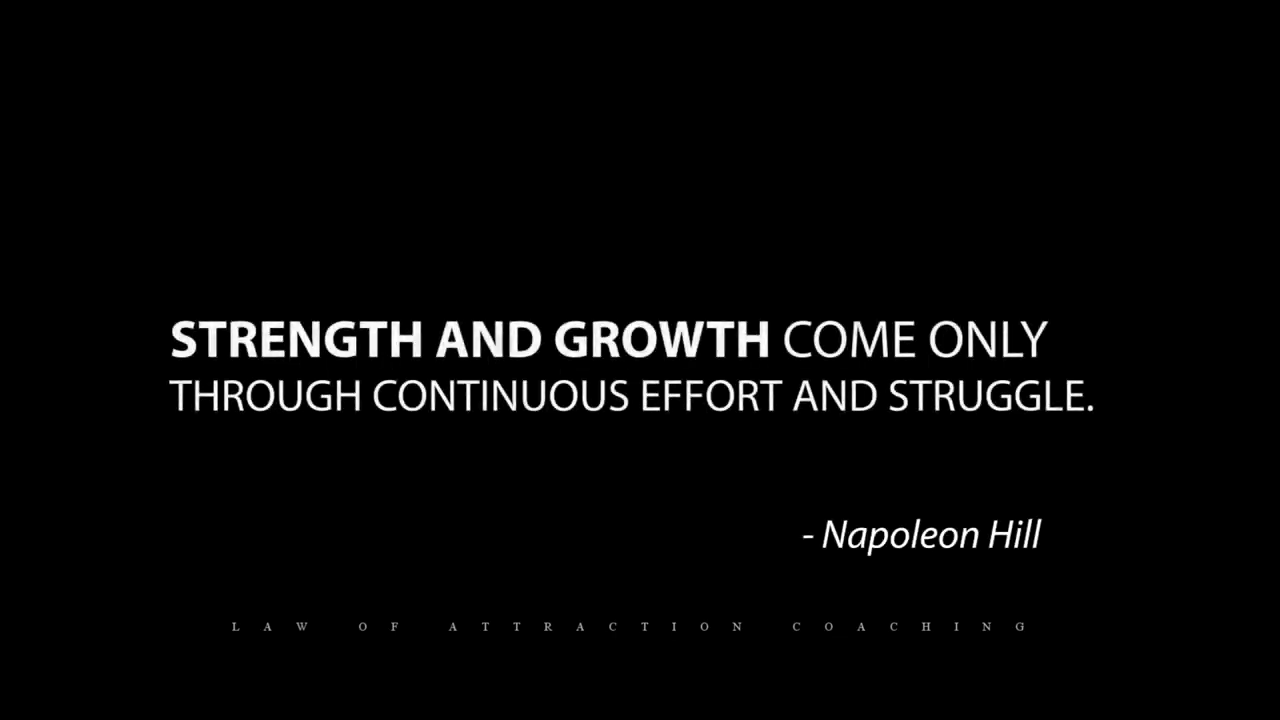 STRENGTH AND GROWTH COME ONLY
THROUGH CONTINUOUS EFFORT AND STRUGGLE.
- Napoleon Hill
LAW OF ATTRACTION COACHING